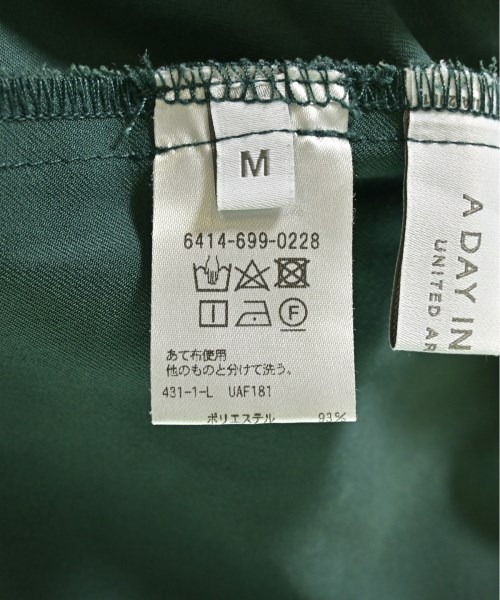 M
6414-699-0228
F
あて布使用
他のものと分けて洗う。
431-1-L UAF181
ポリエステル 93%
A DAY IN
UNITED AR